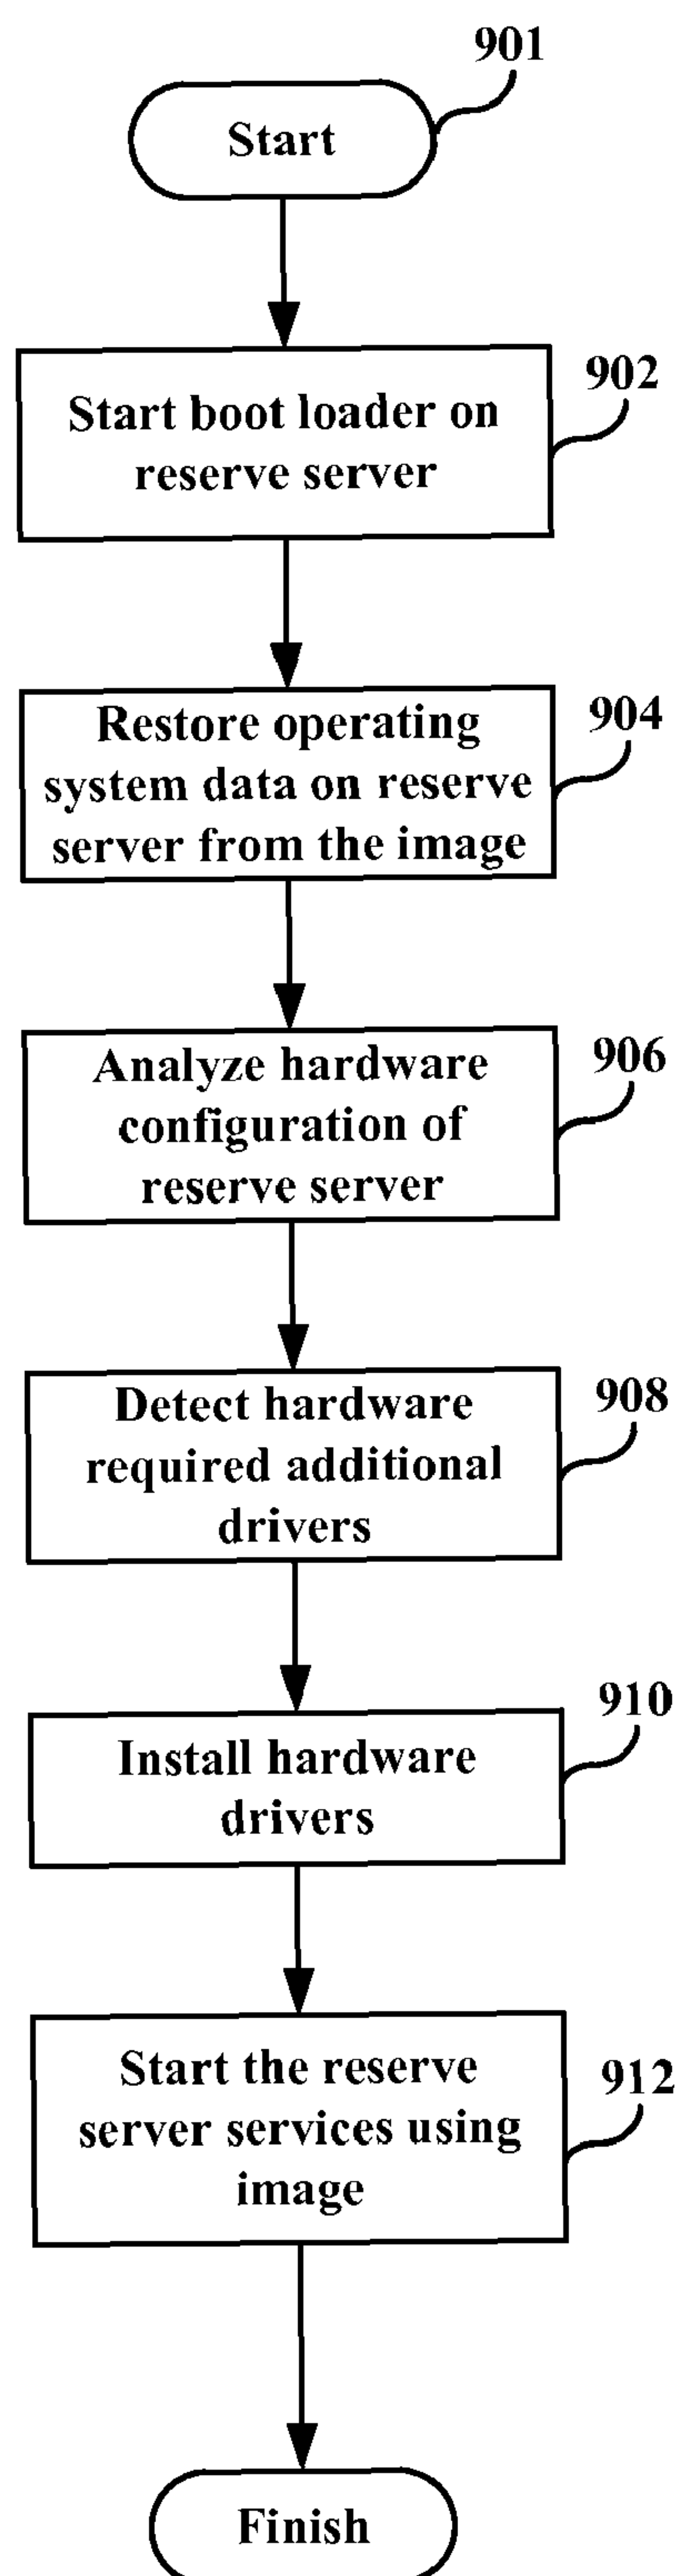 901
Start
902
Start boot loader on
reserve server
904
Restore operating
system data on reserve
server from the image
906
Analyze hardware
configuration of
reserve server
908
Detect hardware
required additional
drivers
910
Install hardware
drivers
912
Start the reserve
server services using
image
Finish